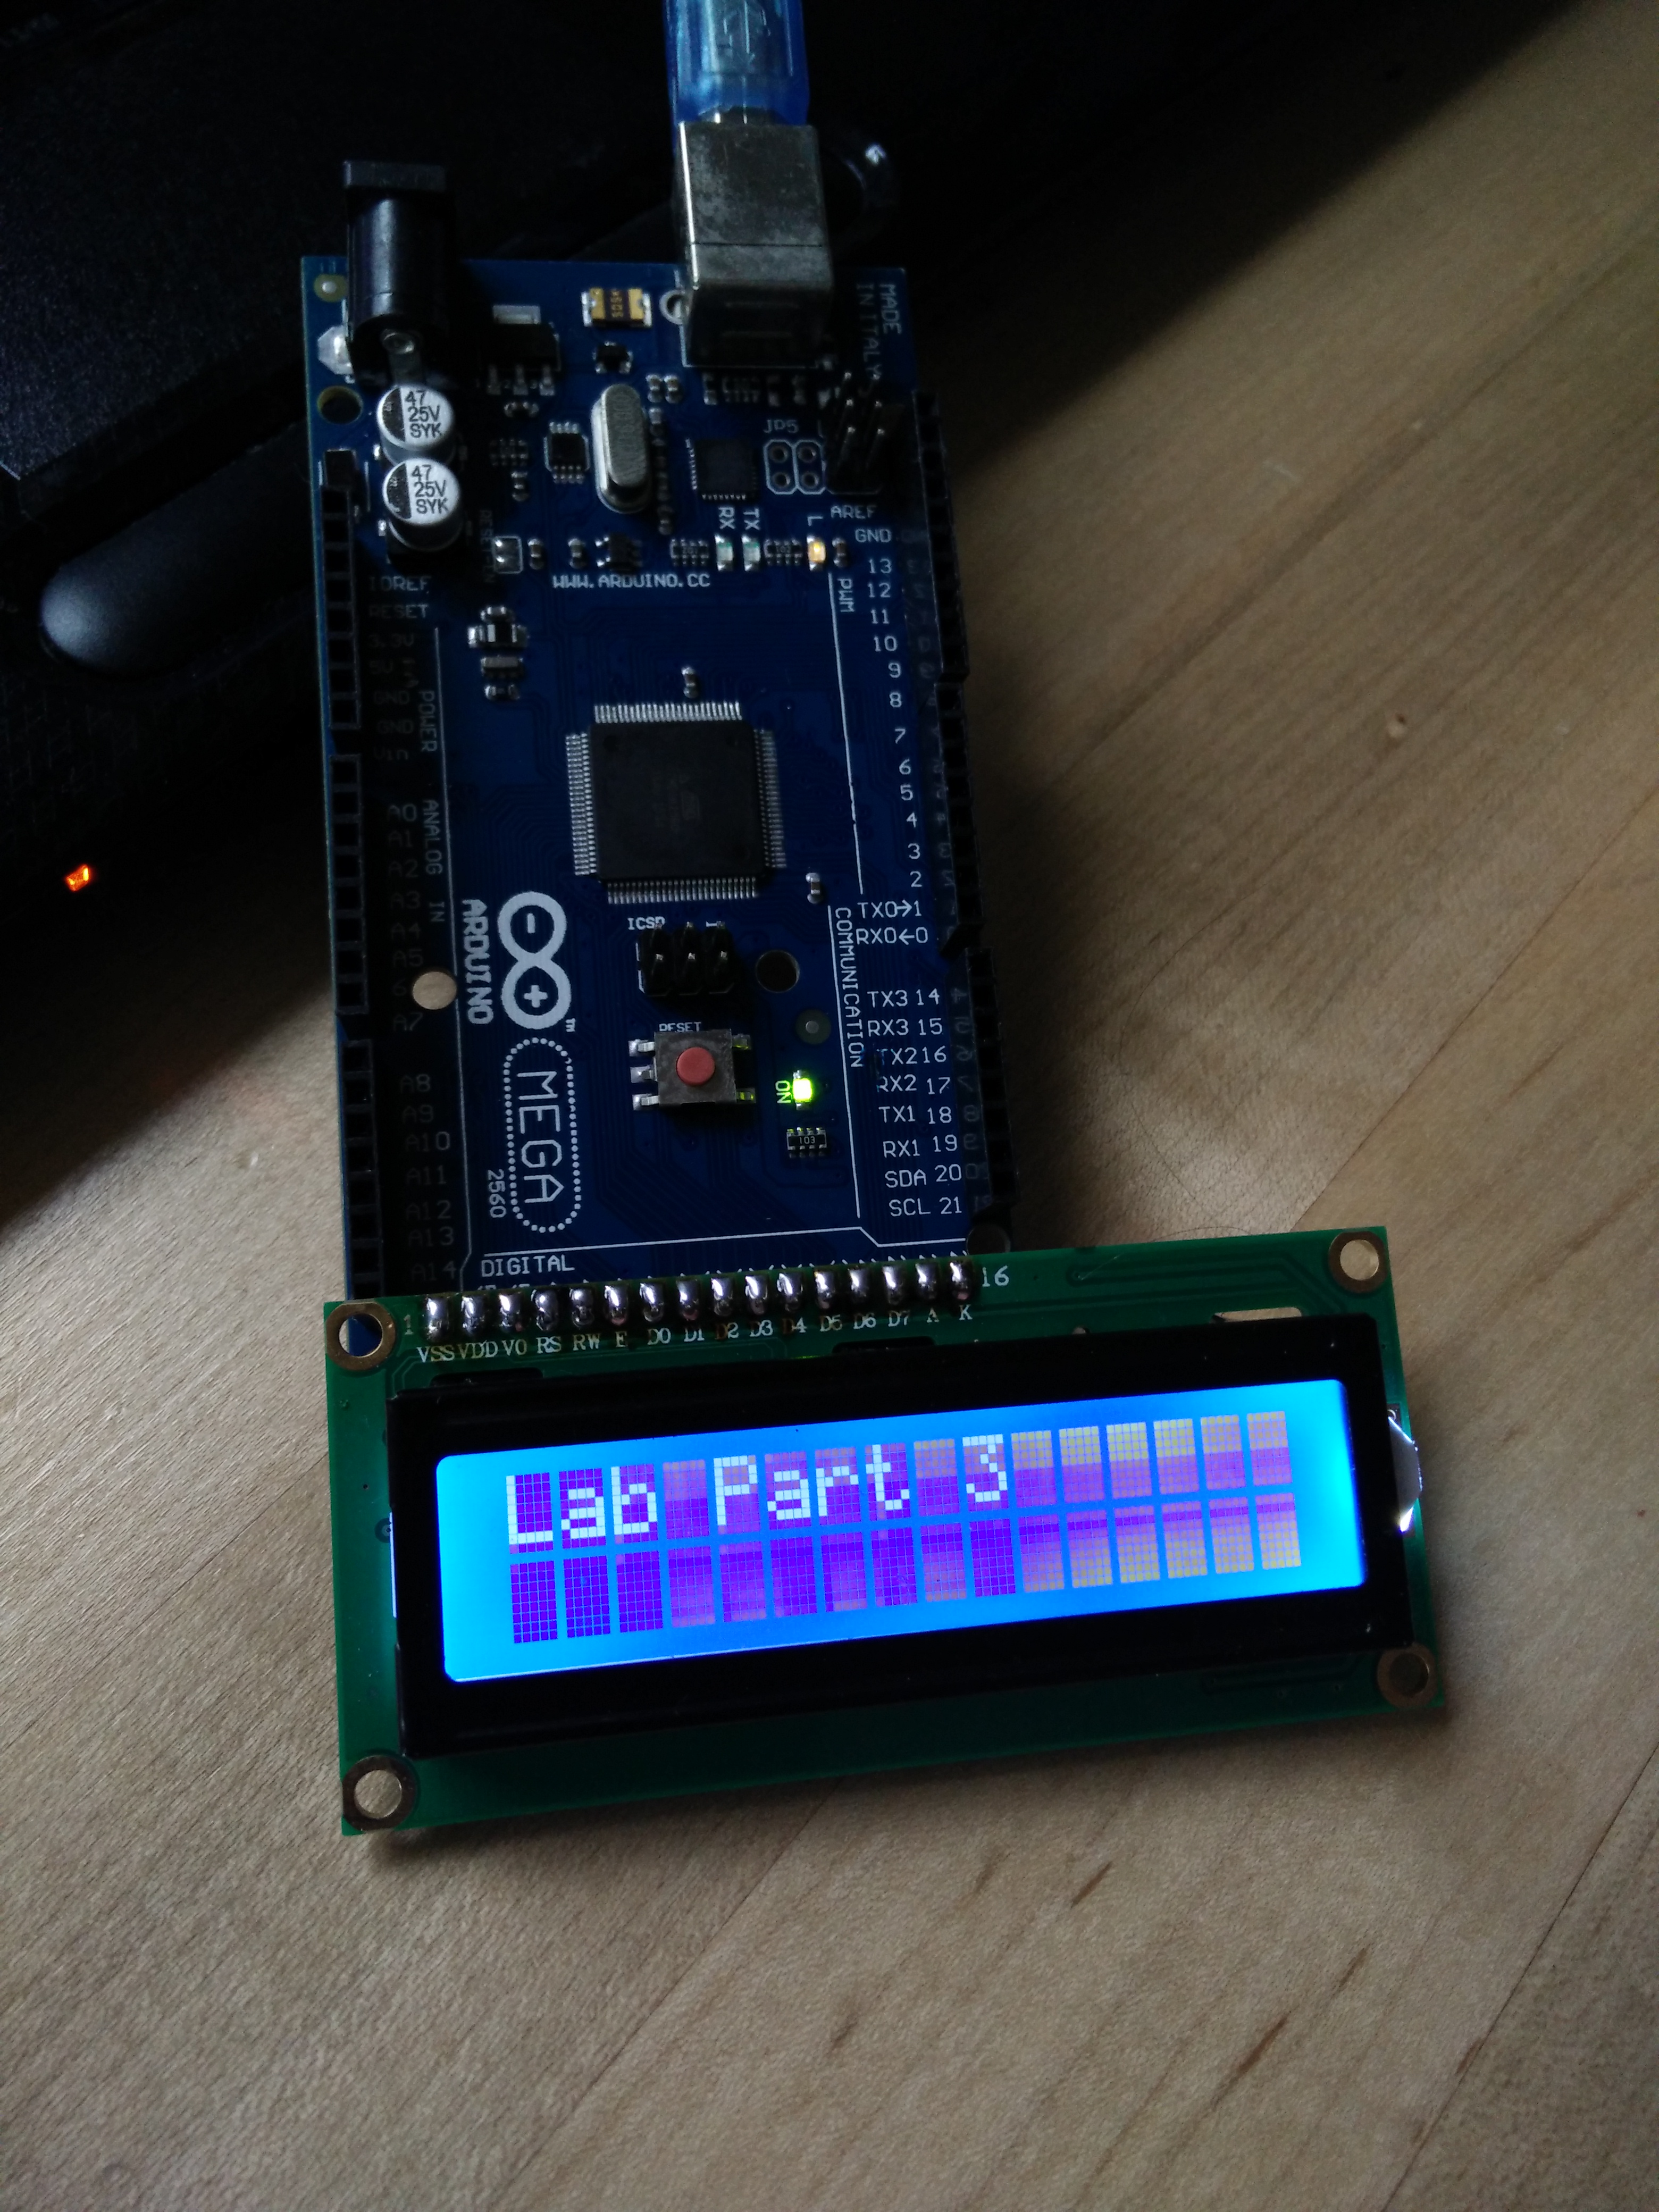 MADE
IN ITALY
47
25V
SYK
47
25V
SYK
JP5
RX
TX
L
AREF
GND
13
12
11
10
9
8
7
6
5
4
3
2
TX0→1
RX0←0
PWM
WWW.ARDUINO.CC
IOREF
RESET
3.3V
5V
GND
GND
Vin
POWER
A0
A1
A2
A3
A4
A5
A7
ANALOG IN
ICSP
ARDUINO
TM
COMMUNICATION
TX3 14
RX3 15
TX2 16
RX2 17
TX1 18
RX1 19
SDA 20
SCL 21
RESET
ON
103
MEGA
2560
A8
A9
A10
A11
A12
A13
A14
DIGITAL
1
16
VSS VDD V0 RS RW E D0 D1 D2 D3 D4 D5 D6 D7 A K
Lab Part 3